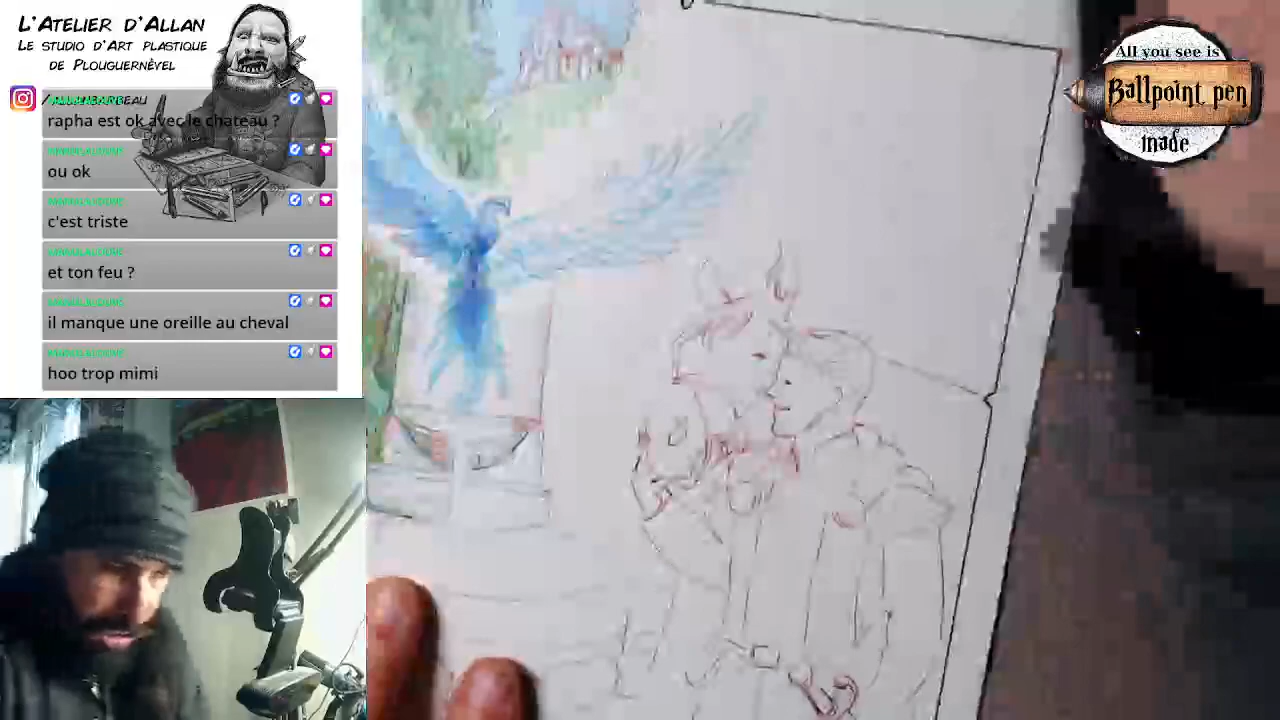 L'Atelier d'Allan
Le studio d'Art plastique
de Plouguernével
rapha est ok avec le chateau ?
ou ok
c'est triste
et ton feu ?
il manque une oreille au cheval
hoo trop mimi
All you see is
Ballpoint pen
made